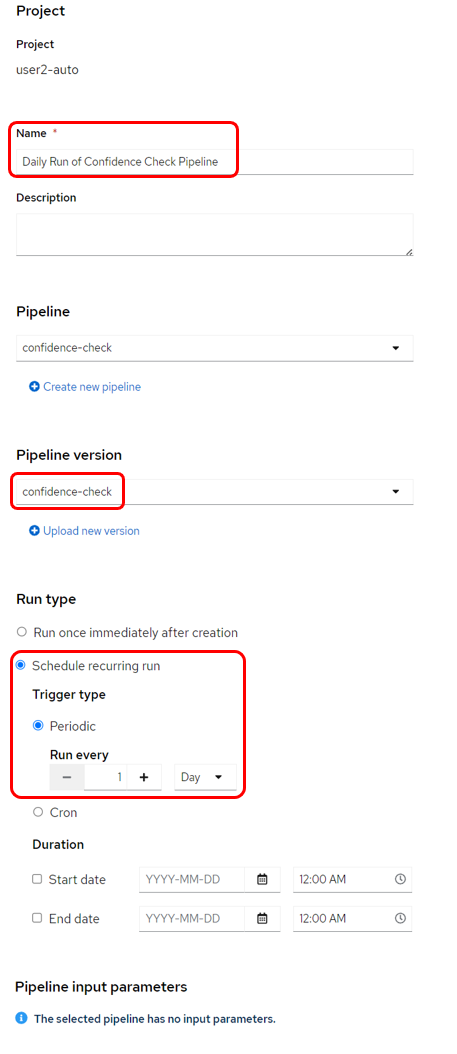 Project
Project
user2-auto
Name *
Daily Run of Confidence Check Pipeline
Description
Pipeline
confidence-check
Create new pipeline
Pipeline version
confidence-check
Upload new version
Run type
Run once immediately after creation
Schedule recurring run
Trigger type
Periodic
Run every
1 Day
Cron
Duration
Start date YYYY-MM-DD 12:00 AM
End date YYYY-MM-DD 12:00 AM
Pipeline input parameters
The selected pipeline has no input parameters.